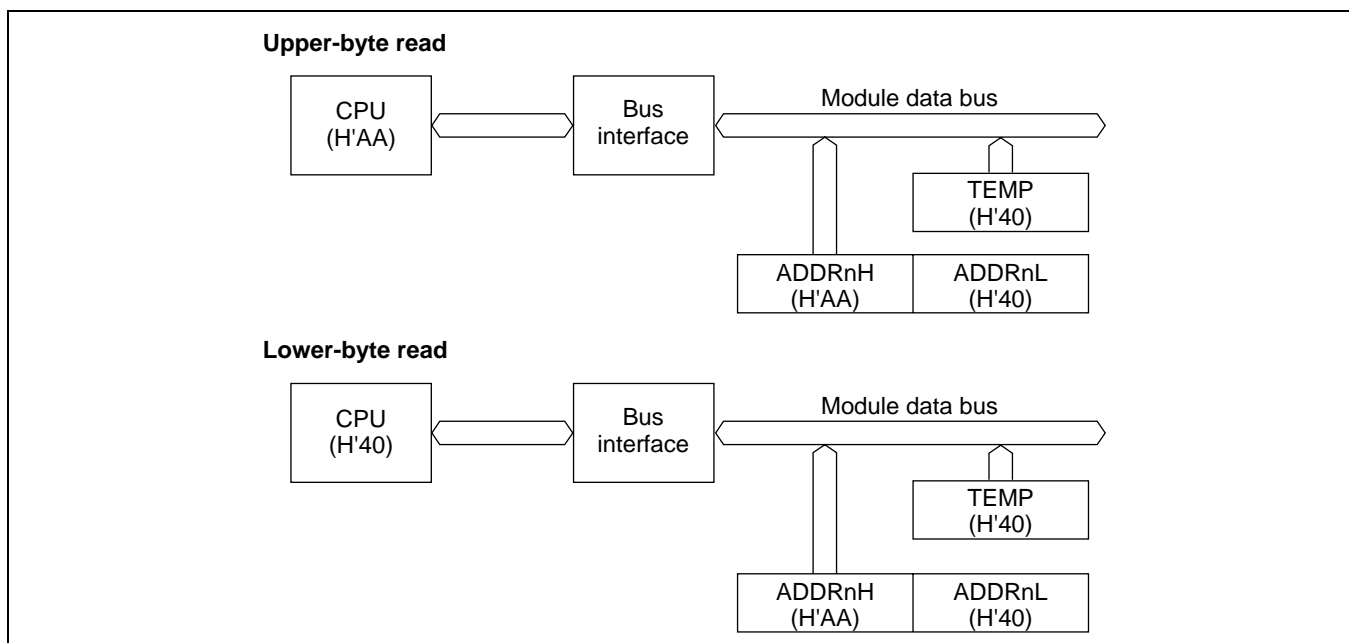 Upper-byte read
CPU
(H'AA)
Bus
interface
Module data bus
TEMP
(H'40)
ADDRnH
(H'AA)
ADDRnL
(H'40)
Lower-byte read
CPU
(H'40)
Bus
interface
Module data bus
TEMP
(H'40)
ADDRnH
(H'AA)
ADDRnL
(H'40)